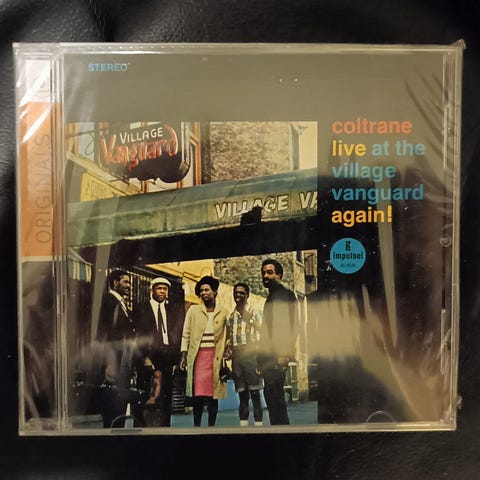 STEREO
ORIGINALS
VILLAGE
Vanguard
VILLAGE VA
coltrane
live at the
village
vanguard
again!
impulse!